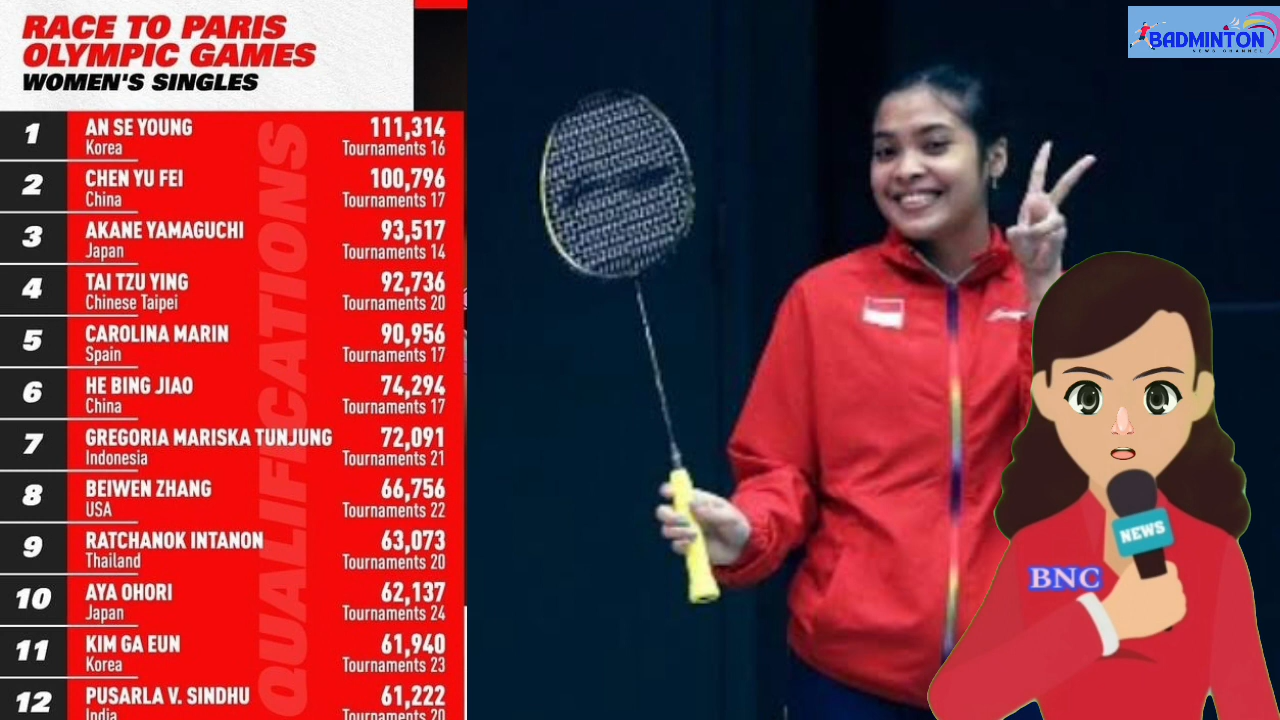 RACE TO PARIS
OLYMPIC GAMES
WOMEN'S SINGLES
QUALIFICATIONS
1 AN SE YOUNG 111,314
Korea Tournaments 16
2 CHEN YU FEI 100,796
China Tournaments 17
3 AKANE YAMAGUCHI 93,517
Japan Tournaments 14
4 TAI TZU YING 92,736
Chinese Taipei Tournaments 20
5 CAROLINA MARIN 90,956
Spain Tournaments 17
6 HE BING JIAO 74,294
China Tournaments 17
7 GREGORIA MARISKA TUNJUNG 72,091
Indonesia Tournaments 21
8 BEIWEN ZHANG 66,756
USA Tournaments 22
9 RATCHANOK INTANON 63,073
Thailand Tournaments 20
10 AYA OHORI 62,137
Japan Tournaments 24
11 KIM GA EUN 61,940
Korea Tournaments 23
12 PUSARLA V. SINDHU 61,222
India Tournaments 20
BADMINTON
NEWS CHANNEL
NEWS
BNC